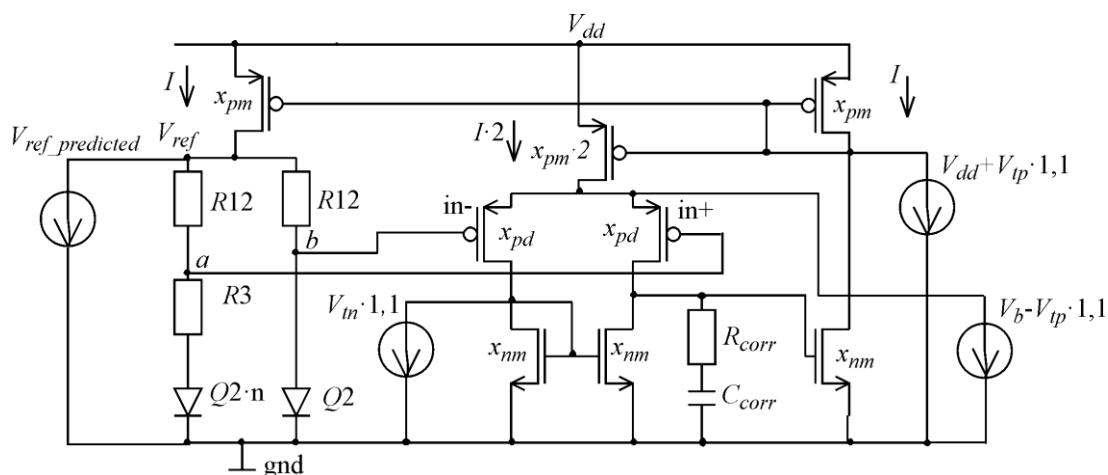 V_dd
I
x_pm
x_pm
I
V_ref_predicted
V_ref
I·2
x_pm·2
V_dd+V_tp·1,1
R12
R12
in-
in+
x_pd
x_pd
b
a
R3
V_tn·1,1
V_b-V_tp·1,1
x_nm
x_nm
R_corr
x_nm
Q2·n
Q2
C_corr
gnd